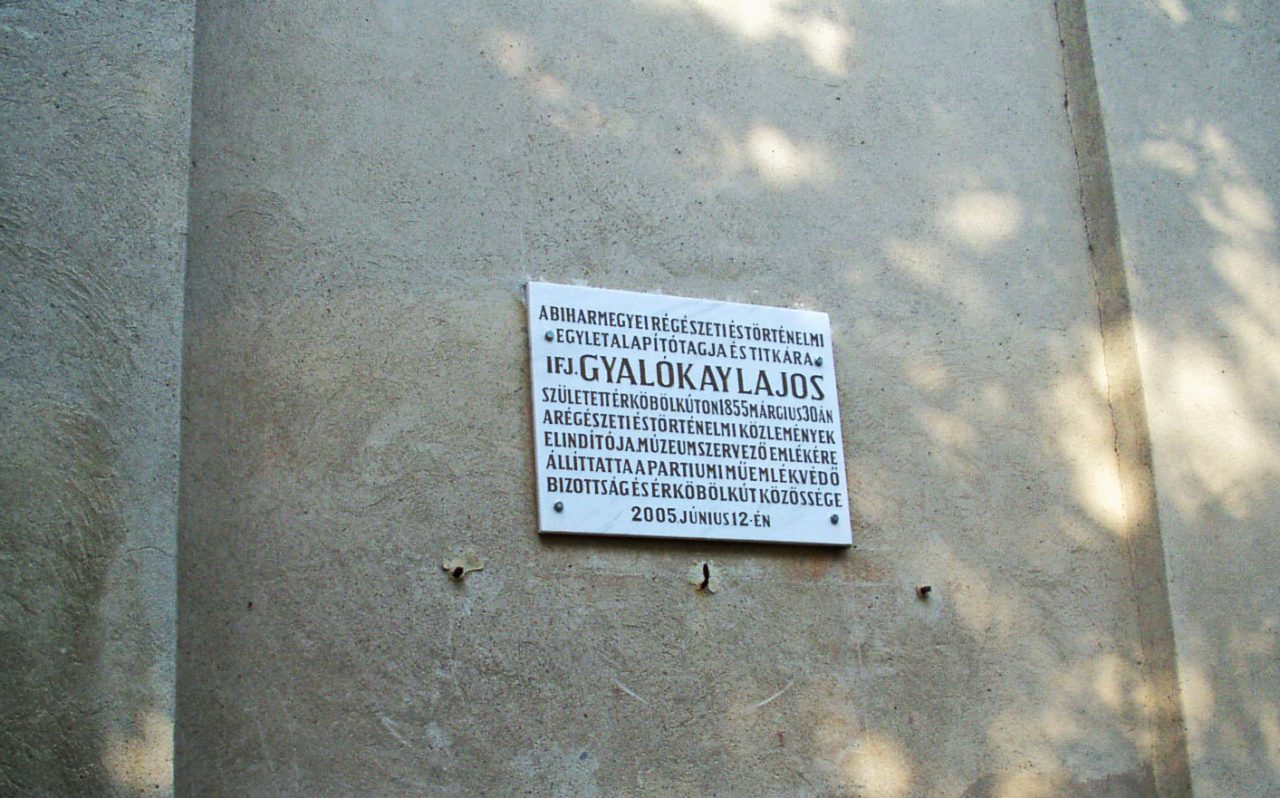 A BIHARMEGYEI RÉGÉSZETI ÉS TÖRTÉNELMI
EGYLET ALAPÍTÓ TAGJA ÉS TITKÁRA
IFJ. GYALÓKAY LAJOS
SZÜLETETT ÉRKÖBÖLKÚTON 1855 MÁRCIUS 30 ÁN
A RÉGÉSZETI ÉS TÖRTÉNELMI KÖZLEMÉNYEK
ELINDÍTÓJA. MÚZEUMSZERVEZŐ EMLÉKÉRE
ÁLLÍTTATTA A PARTIUMI MŰEMLÉKVÉDŐ
BIZOTTSÁG ÉS ÉRKÖBÖLKÚT KÖZÖSSÉGE
2005. JÚNIUS 12-ÉN